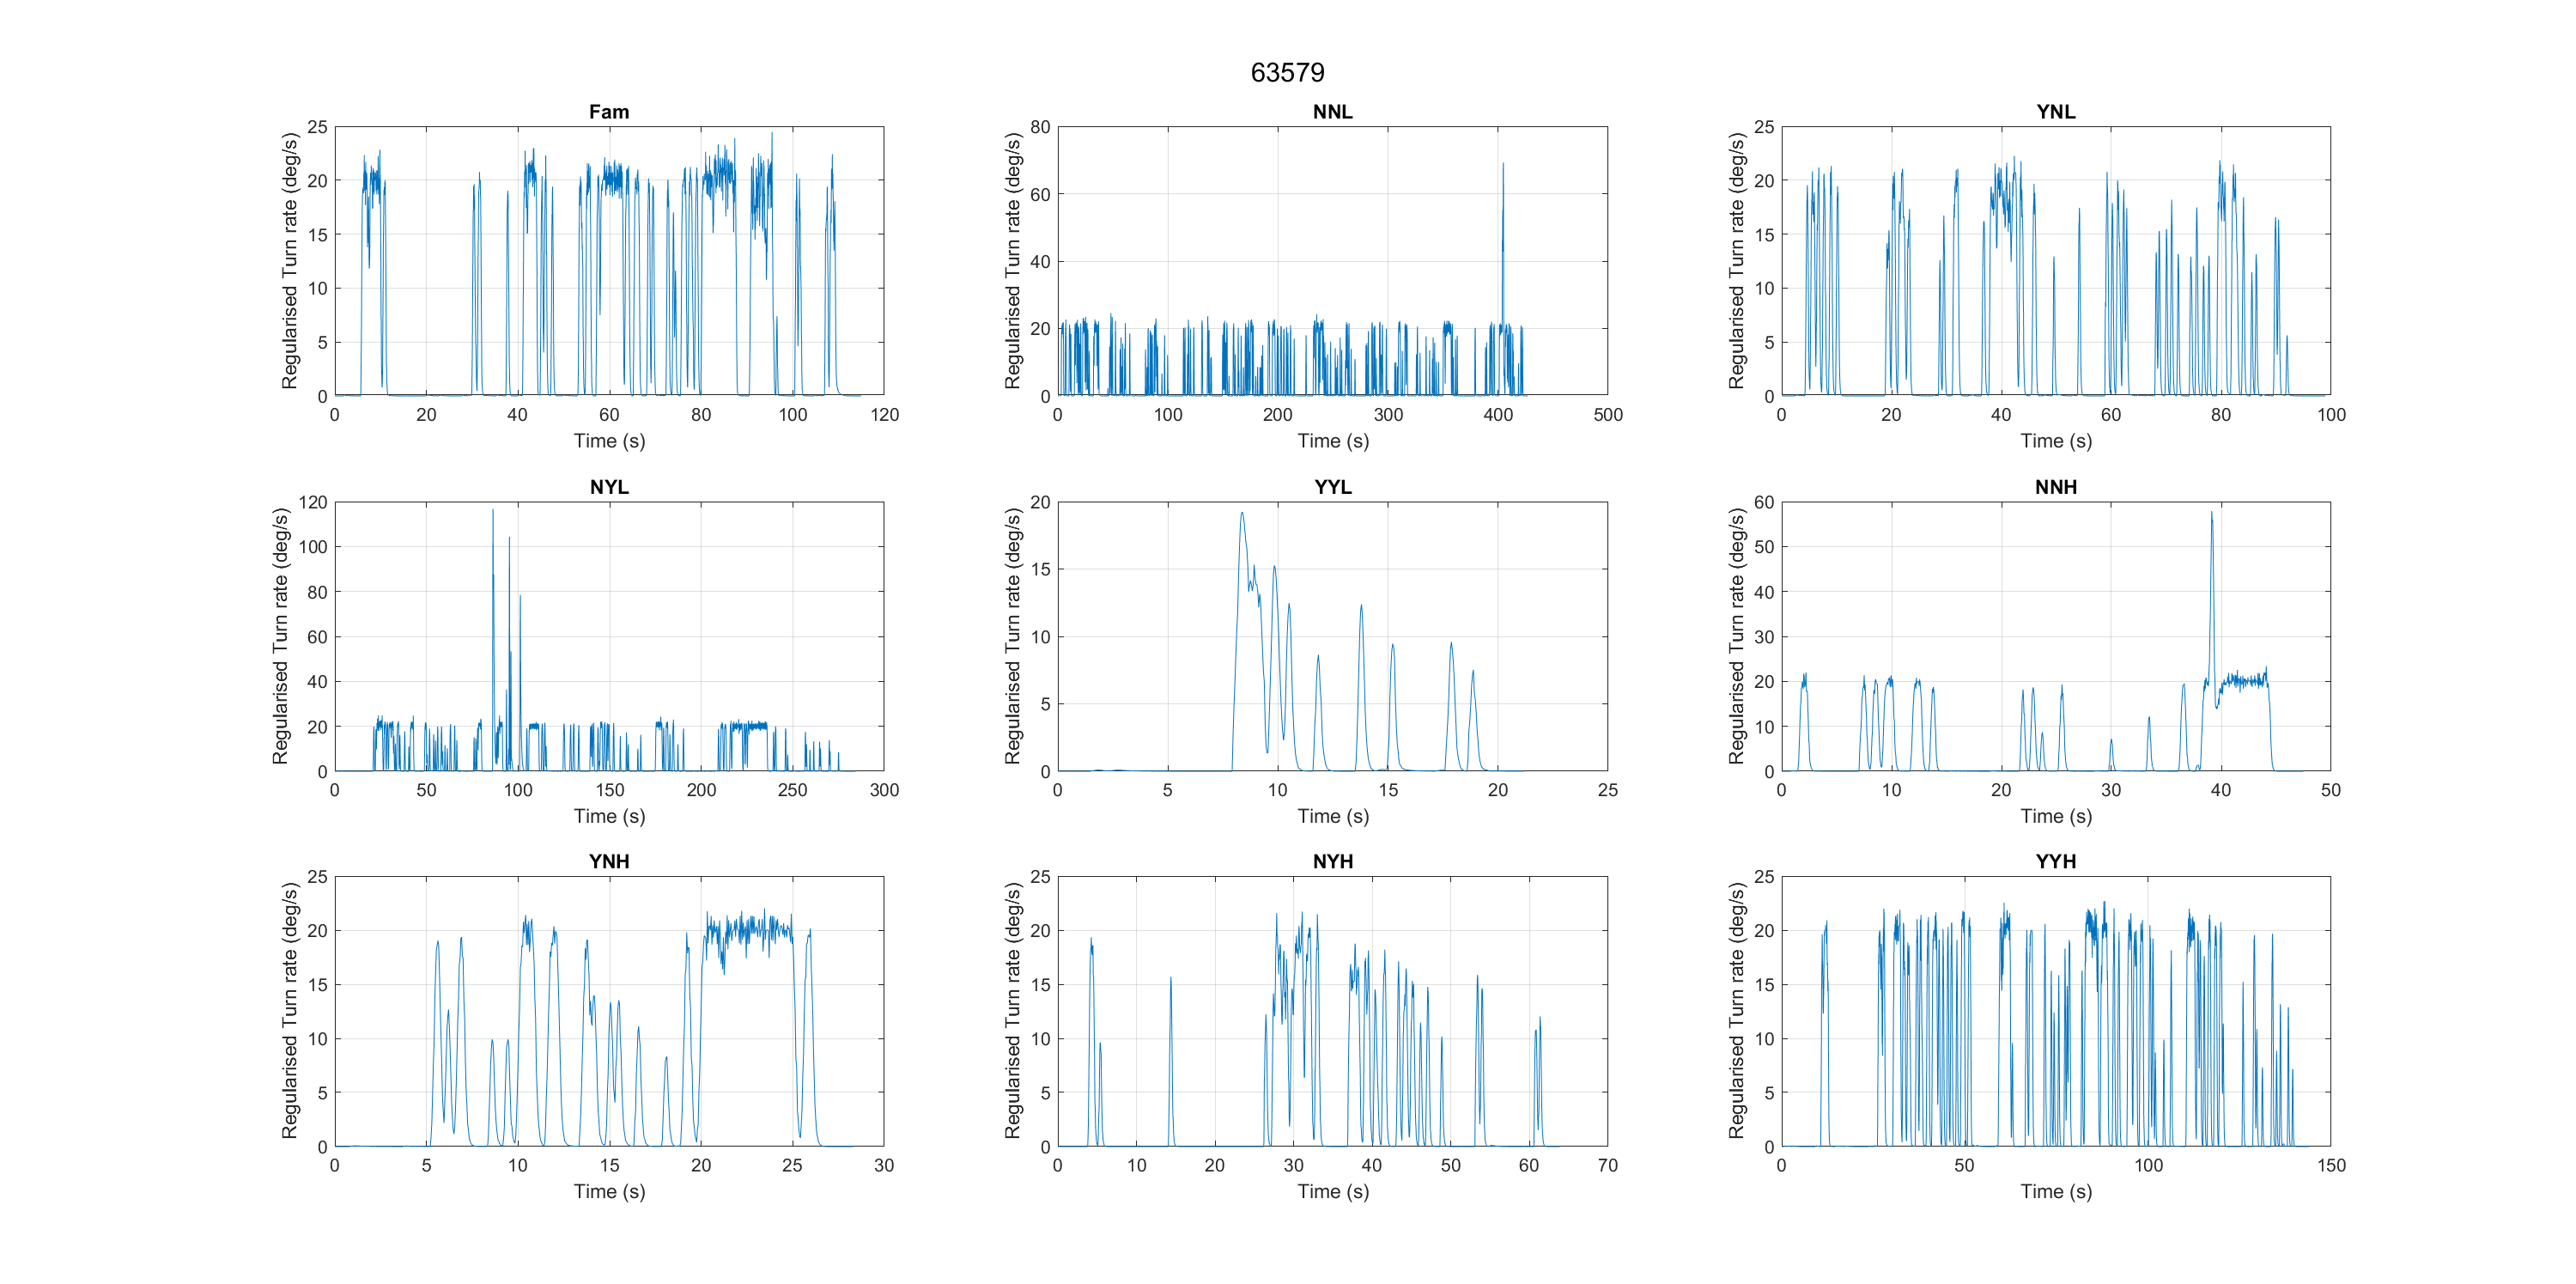 63579
Fam
Regularised Turn rate (deg/s)
25
20
15
10
5
0
0 20 40 60 80 100 120
Time (s)
NNL
Regularised Turn rate (deg/s)
80
60
40
20
0
0 100 200 300 400 500
Time (s)
YNL
Regularised Turn rate (deg/s)
25
20
15
10
5
0
0 20 40 60 80 100
Time (s)
NYL
Regularised Turn rate (deg/s)
120
100
80
60
40
20
0
0 50 100 150 200 250 300
Time (s)
YYL
Regularised Turn rate (deg/s)
20
15
10
5
0
0 5 10 15 20 25
Time (s)
NNH
Regularised Turn rate (deg/s)
60
50
40
30
20
10
0
0 10 20 30 40 50
Time (s)
YNH
Regularised Turn rate (deg/s)
25
20
15
10
5
0
0 5 10 15 20 25 30
Time (s)
NYH
Regularised Turn rate (deg/s)
25
20
15
10
5
0
0 10 20 30 40 50 60 70
Time (s)
YYH
Regularised Turn rate (deg/s)
25
20
15
10
5
0
0 50 100 150
Time (s)